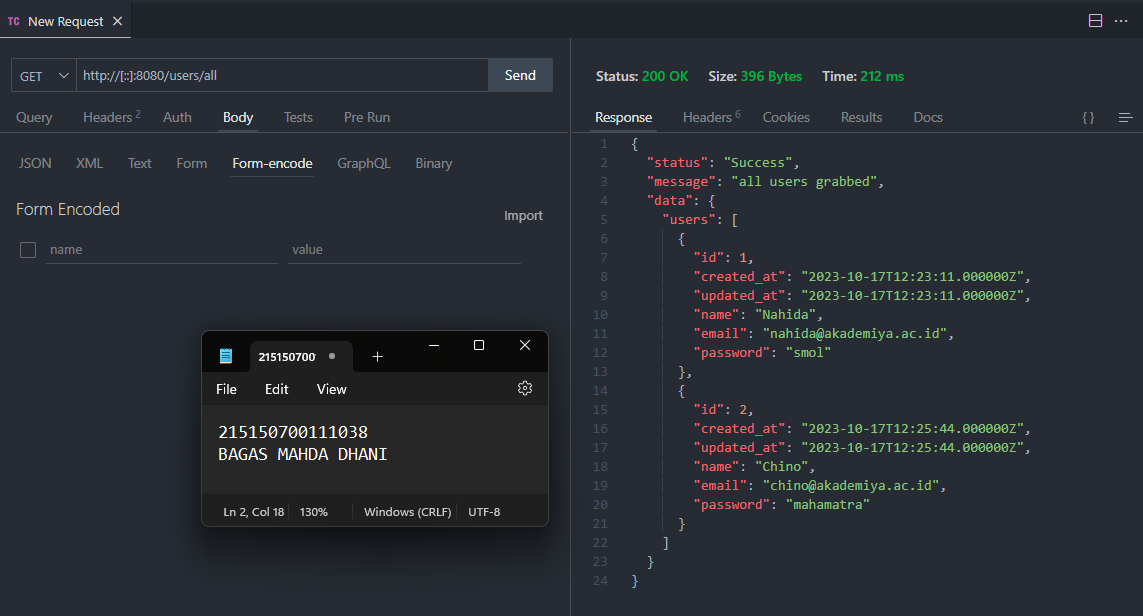 TC New Request
GET http://[::]:8080/users/all Send
Query Headers 2 Auth Body Tests Pre Run
JSON XML Text Form Form-encode GraphQL Binary
Form Encoded
Import
name value
215150700
File Edit View
215150700111038
BAGAS MAHDA DHANI
Ln 2, Col 18 130% Windows (CRLF) UTF-8
Status: 200 OK Size: 396 Bytes Time: 212 ms
Response Headers 6 Cookies Results Docs {}
1 {
2 "status": "Success",
3 "message": "all users grabbed",
4 "data": {
5 "users": [
6 {
7 "id": 1,
8 "created_at": "2023-10-17T12:23:11.000000Z",
9 "updated_at": "2023-10-17T12:23:11.000000Z",
10 "name": "Nahida",
11 "email": "nahida@akademiya.ac.id",
12 "password": "smol"
13 },
14 {
15 "id": 2,
16 "created_at": "2023-10-17T12:25:44.000000Z",
17 "updated_at": "2023-10-17T12:25:44.000000Z",
18 "name": "Chino",
19 "email": "chino@akademiya.ac.id",
20 "password": "mahamatra"
21 }
22 ]
23 }
24 }